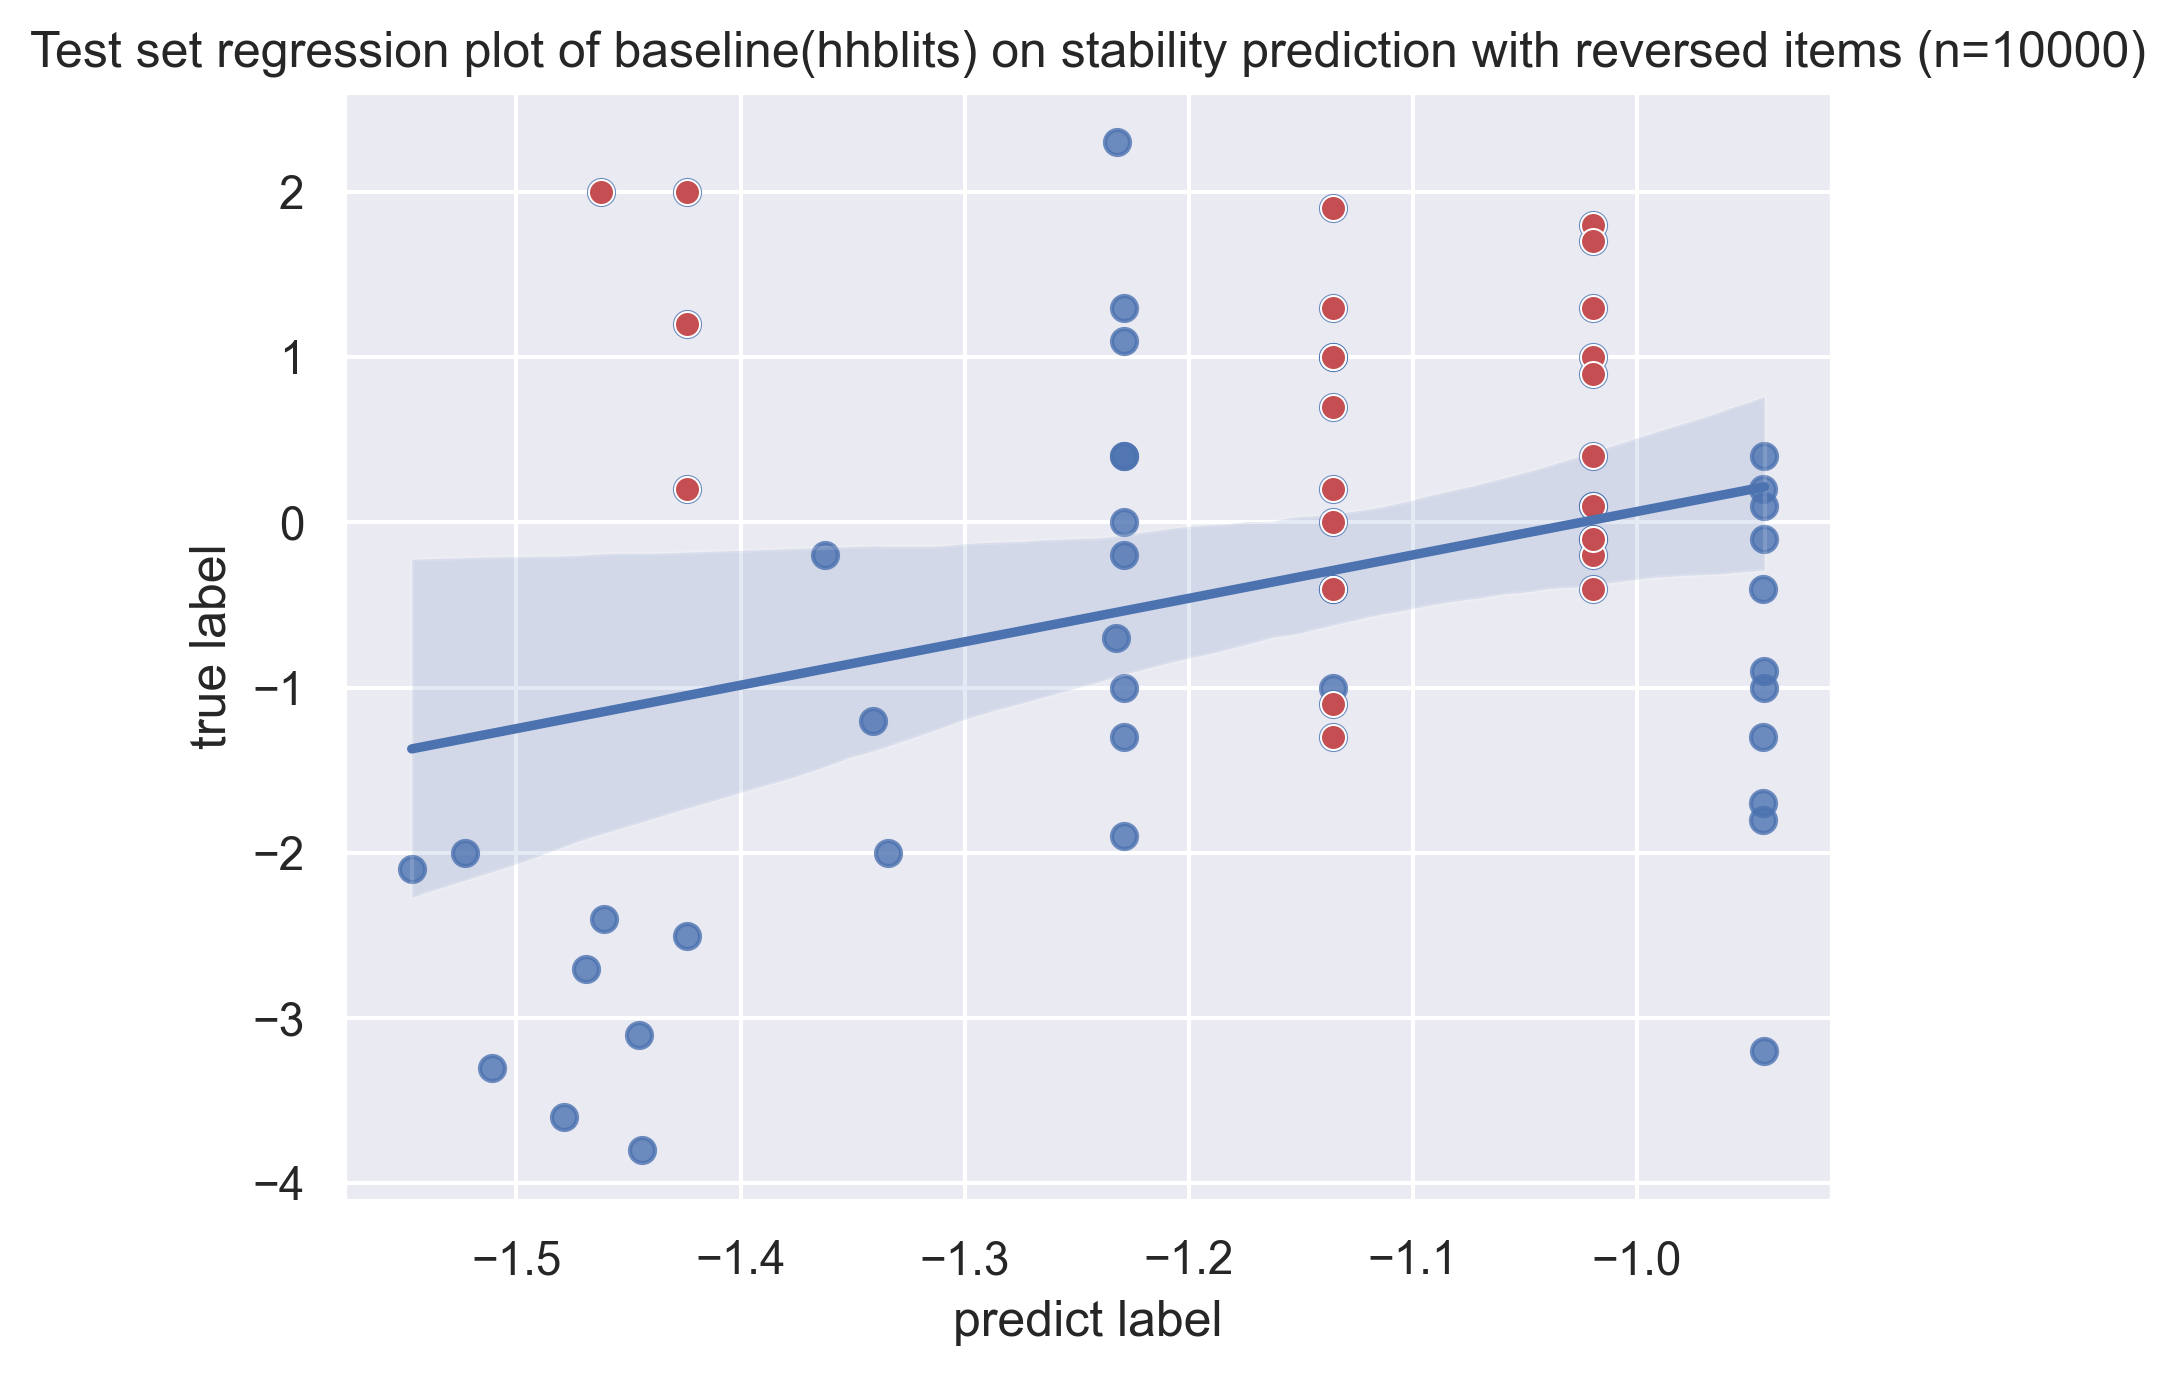 Test set regression plot of baseline(hhblits) on stability prediction with reversed items (n=10000)
true label
2
1
0
−1
−2
−3
−4
−1.5 −1.4 −1.3 −1.2 −1.1 −1.0
predict label